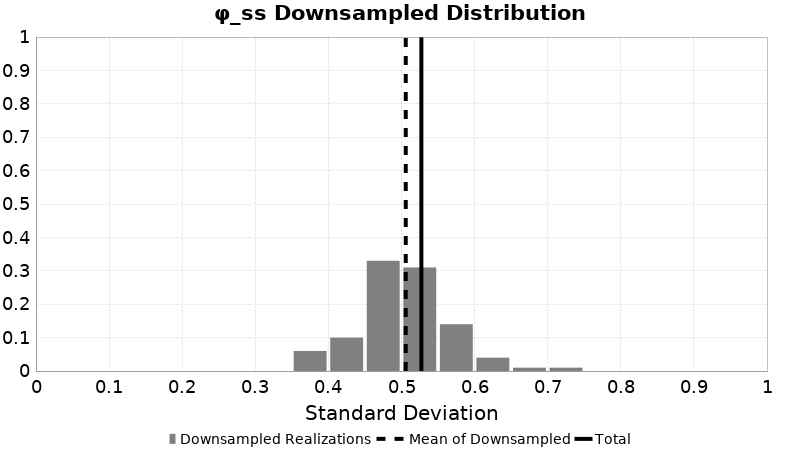 φ_ss Downsampled Distribution
1
0.9
0.8
0.7
0.6
0.5
0.4
0.3
0.2
0.1
0
0 0.1 0.2 0.3 0.4 0.5 0.6 0.7 0.8 0.9 1
Standard Deviation
Downsampled Realizations Mean of Downsampled Total